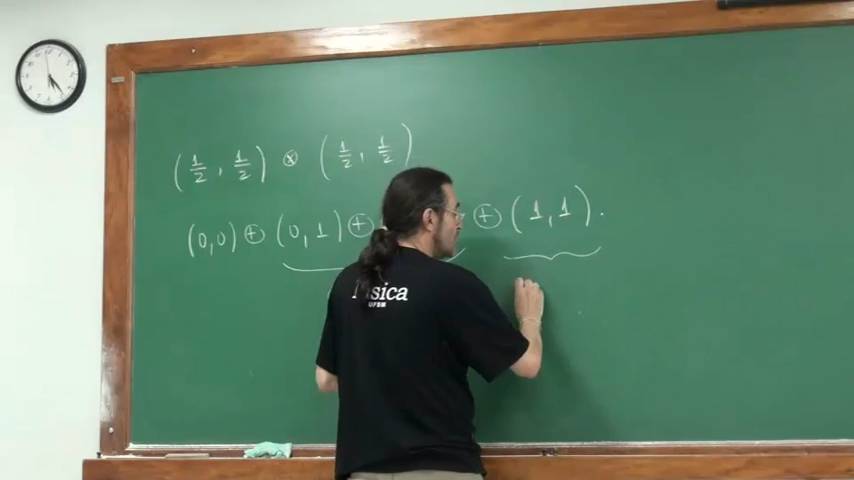 (1/2, 1/2) ⊗ (1/2, 1/2)
(0,0) ⊕ (0,1) ⊕ ⊕ (1,1).
Física
UFSM